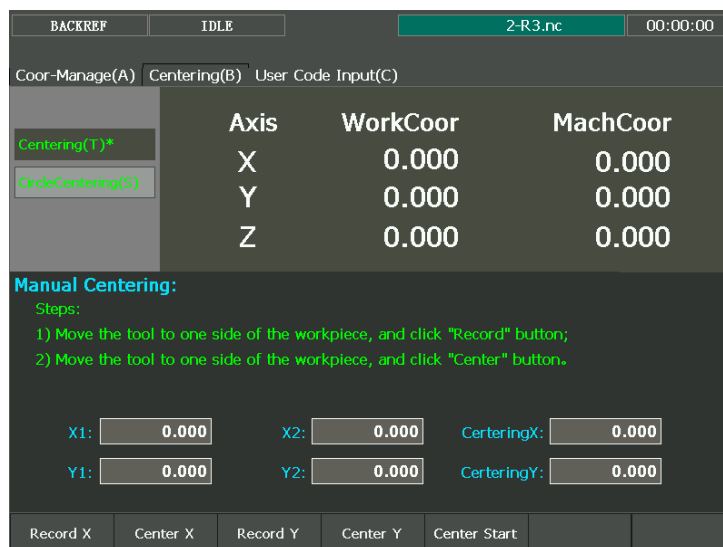 BACKREF IDLE 2-R3.nc 00:00:00
Coor-Manage(A) Centering(B) User Code Input(C)
Axis WorkCoor MachCoor
Centering(T)*
X 0.000 0.000
CircleCentering(S)
Y 0.000 0.000
Z 0.000 0.000
Manual Centering:
Steps:
1) Move the tool to one side of the workpiece, and click "Record" button;
2) Move the tool to one side of the workpiece, and click "Center" button。
X1: 0.000 X2: 0.000 CerteringX: 0.000
Y1: 0.000 Y2: 0.000 CerteringY: 0.000
Record X Center X Record Y Center Y Center Start